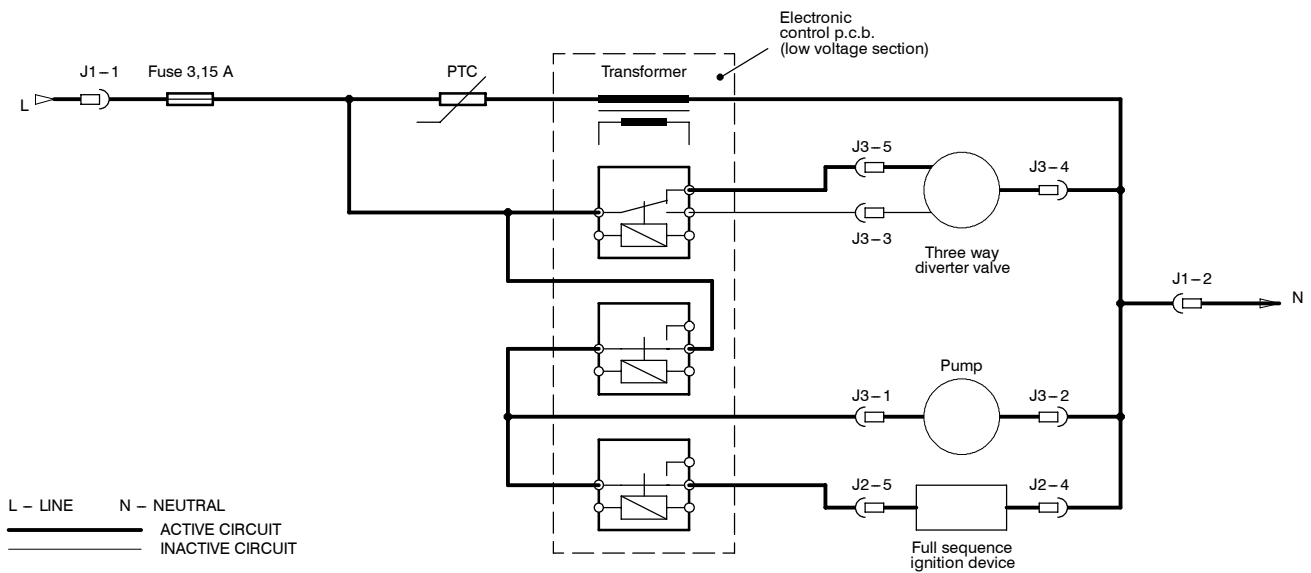 Electronic
control p.c.b.
(low voltage section)
J1-1
Fuse 3,15 A
PTC
Transformer
L
J3-5
J3-4
J3-3
Three way
diverter valve
J1-2
N
Pump
J3-1
J3-2
J2-5
J2-4
Full sequence
ignition device
L – LINE N – NEUTRAL
ACTIVE CIRCUIT
INACTIVE CIRCUIT